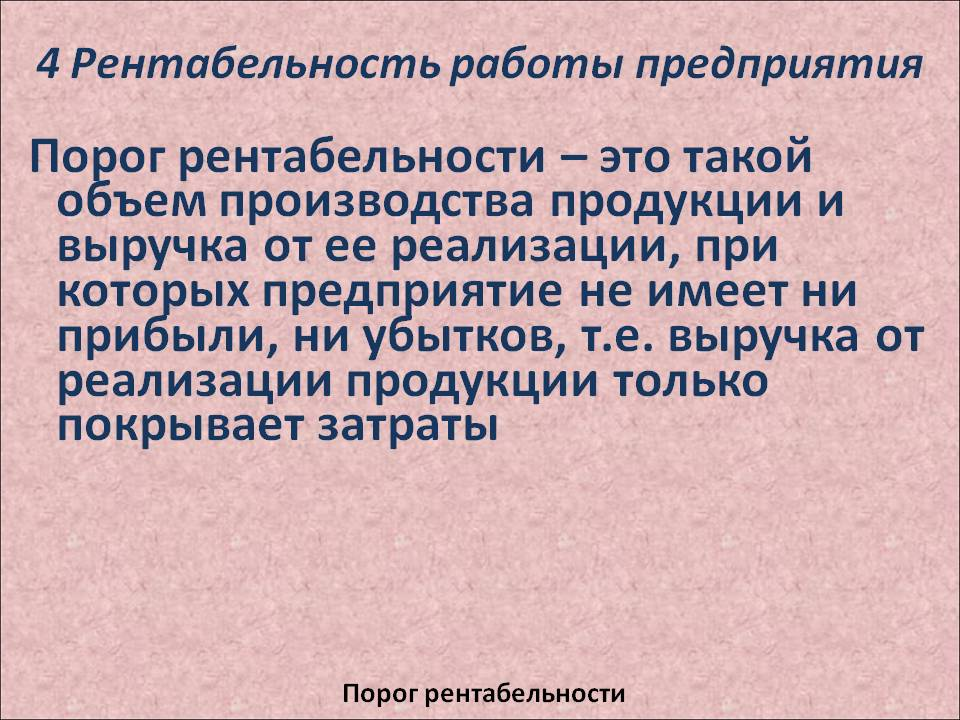 4 Рентабельность работы предприятия
Порог рентабельности – это такой
объем производства продукции и
выручка от ее реализации, при
которых предприятие не имеет ни
прибыли, ни убытков, т.е. выручка от
реализации продукции только
покрывает затраты
Порог рентабельности